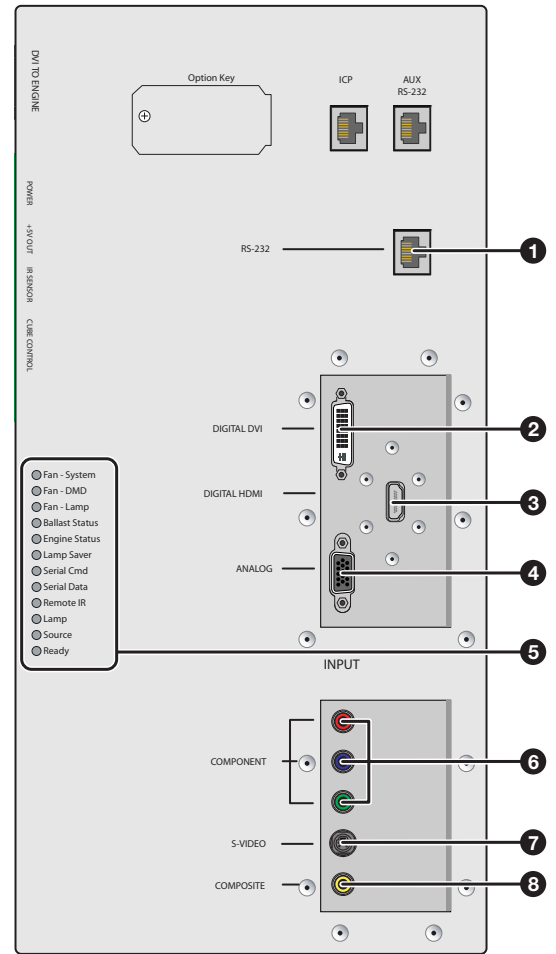 DVI TO ENGINE
Option Key
ICP
AUX
RS-232
POWER
+5V OUT
IR SENSOR
CUBE CONTROL
RS-232
1
DIGITAL DVI
2
DIGITAL HDMI
3
ANALOG
4
Fan - System
Fan - DMD
Fan - Lamp
Ballast Status
Engine Status
Lamp Saver
Serial Cmd
Serial Data
Remote IR
Lamp
Source
Ready
5
INPUT
COMPONENT
6
S-VIDEO
7
COMPOSITE
8